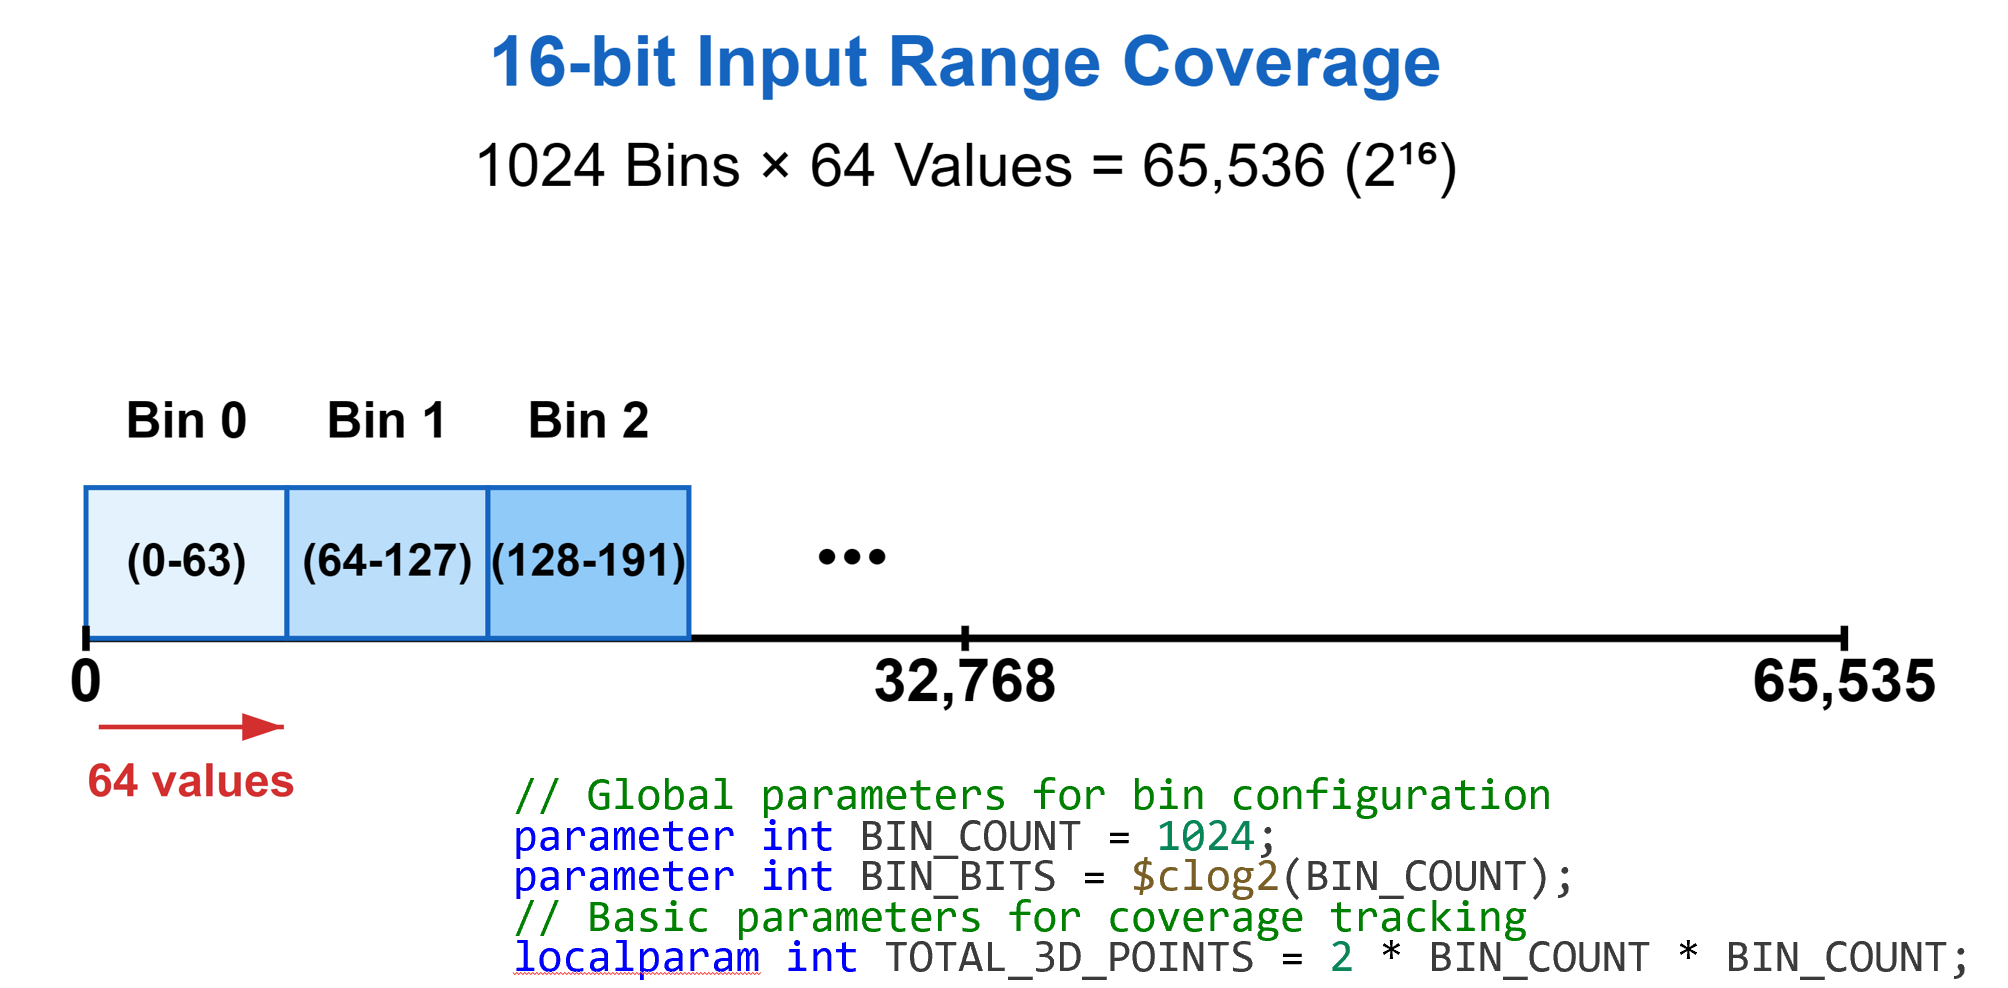 16-bit Input Range Coverage
1024 Bins × 64 Values = 65,536 (2¹⁶)
Bin 0 Bin 1 Bin 2
(0-63) (64-127) (128-191) •••
0 32,768 65,535
64 values
// Global parameters for bin configuration
parameter int BIN_COUNT = 1024;
parameter int BIN_BITS = $clog2(BIN_COUNT);
// Basic parameters for coverage tracking
localparam int TOTAL_3D_POINTS = 2 * BIN_COUNT * BIN_COUNT;